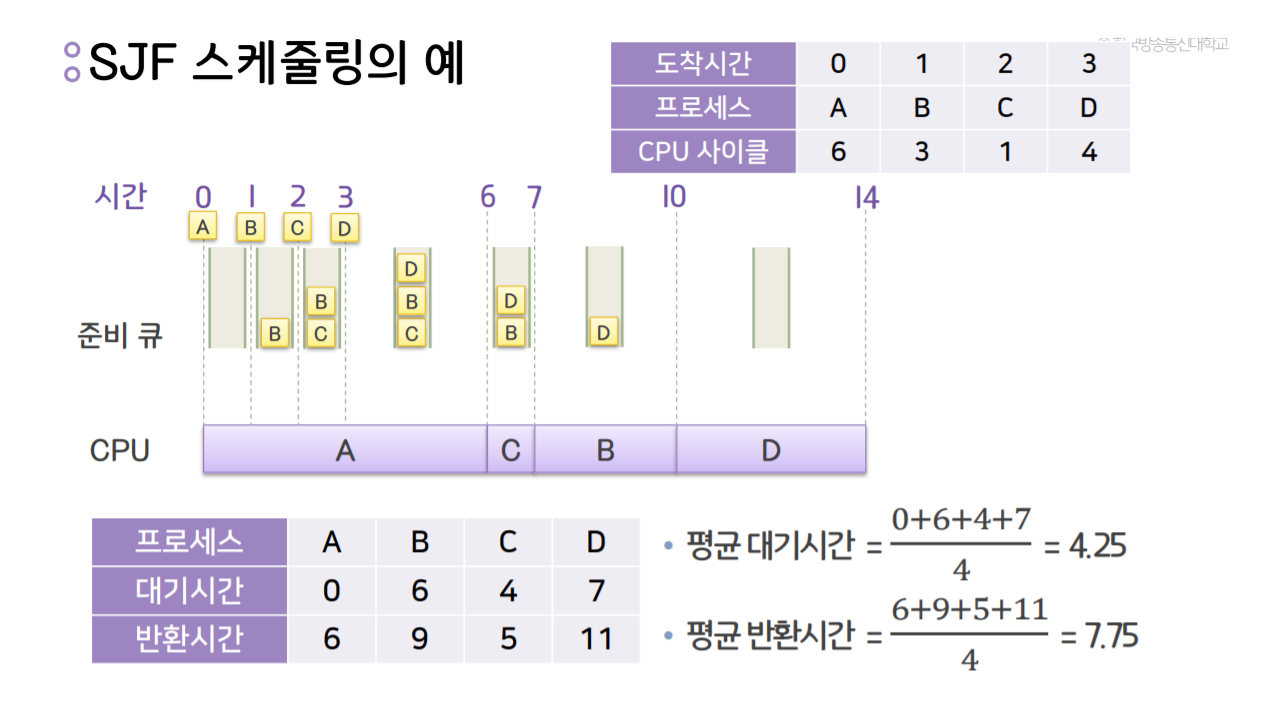 SJF 스케줄링의 예
국방송통신대학교
도착시간 0 1 2 3
프로세스 A B C D
CPU 사이클 6 3 1 4
시간 0 1 2 3 6 7 10 14
A B C D
D
B B D
준비 큐 B C C B D
CPU A C B D
프로세스 A B C D
대기시간 0 6 4 7
반환시간 6 9 5 11
• 평균 대기시간 = 0+6+4+7 / 4 = 4.25
• 평균 반환시간 = 6+9+5+11 / 4 = 7.75